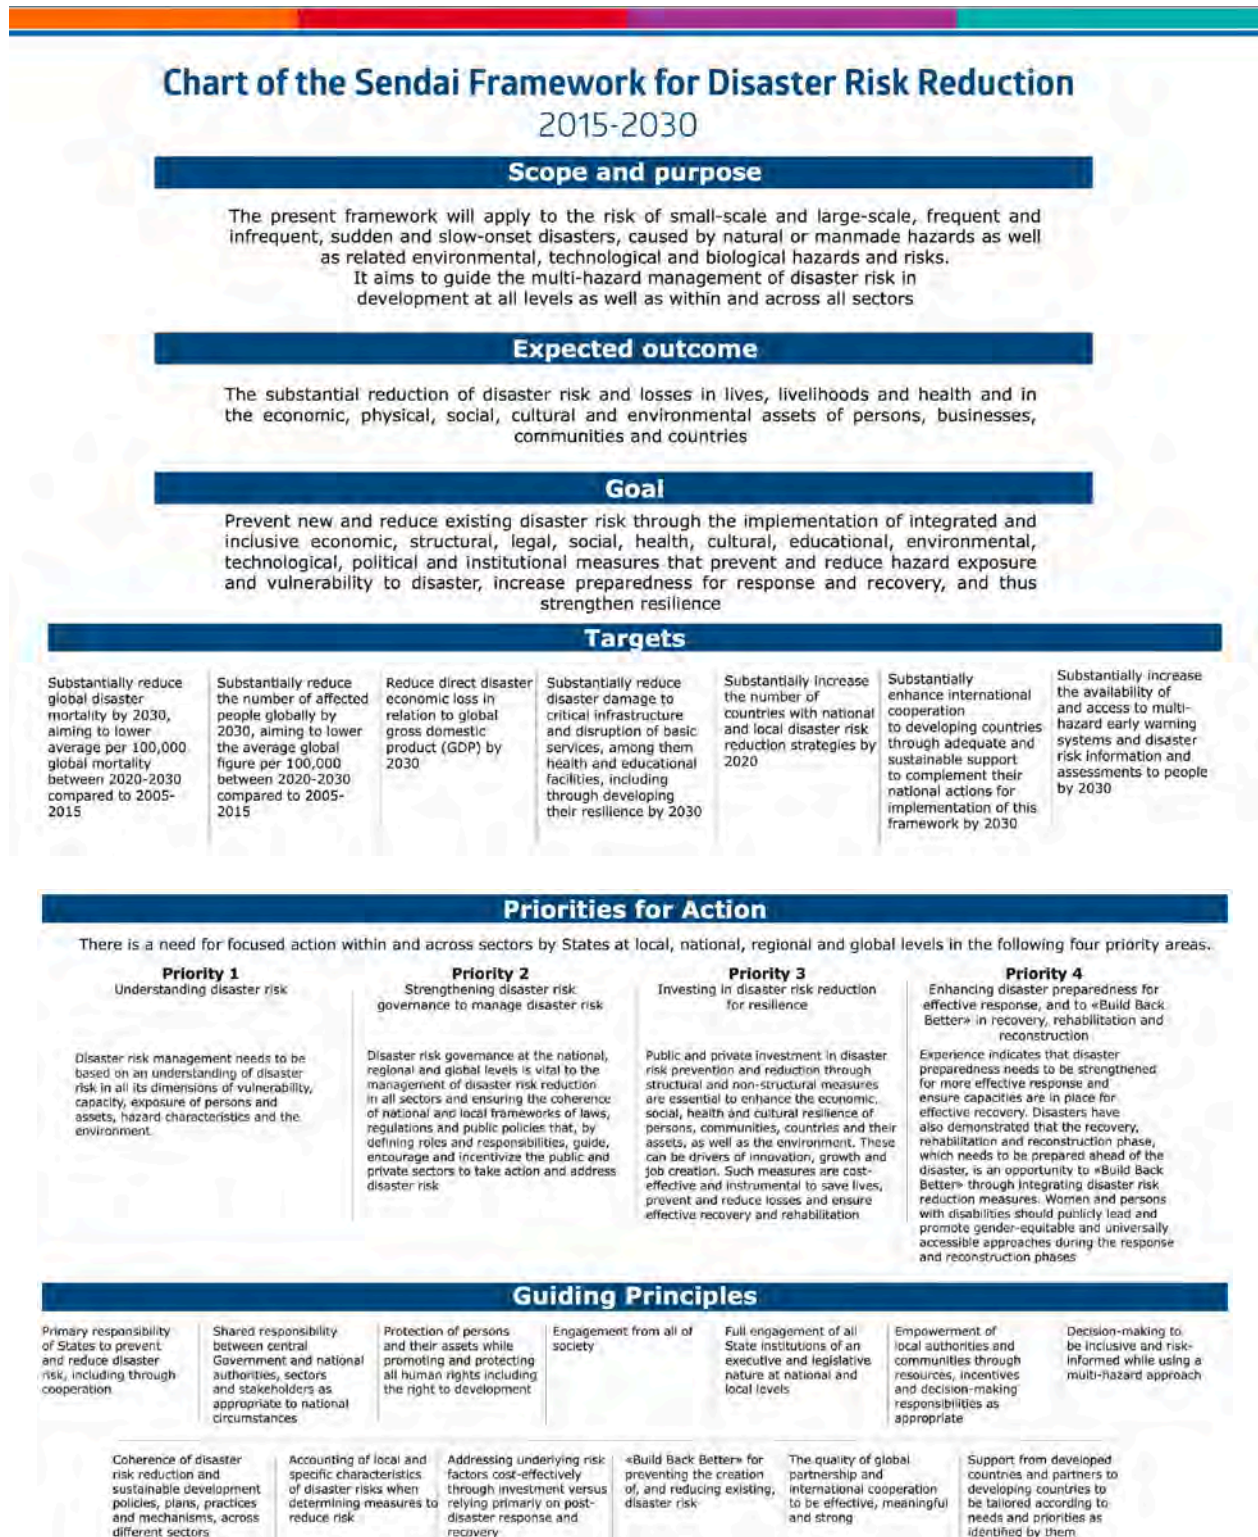 Chart of the Sendai Framework for Disaster Risk Reduction
2015-2030
Scope and purpose
The present framework will apply to the risk of small-scale and large-scale, frequent and
infrequent, sudden and slow-onset disasters, caused by natural or manmade hazards as well
as related environmental, technological and biological hazards and risks.
It aims to guide the multi-hazard management of disaster risk in
development at all levels as well as within and across all sectors
Expected outcome
The substantial reduction of disaster risk and losses in lives, livelihoods and health and in
the economic, physical, social, cultural and environmental assets of persons, businesses,
communities and countries
Goal
Prevent new and reduce existing disaster risk through the implementation of integrated and
inclusive economic, structural, legal, social, health, cultural, educational, environmental,
technological, political and institutional measures that prevent and reduce hazard exposure
and vulnerability to disaster, increase preparedness for response and recovery, and thus
strengthen resilience
Targets
Substantially reduce
global disaster
mortality by 2030,
aiming to lower
average per 100,000
global mortality
between 2020-2030
compared to 2005-
2015
Substantially reduce
the number of affected
people globally by
2030, aiming to lower
the average global
figure per 100,000
between 2020-2030
compared to 2005-
2015
Reduce direct disaster
economic loss in
relation to global
gross domestic
product (GDP) by
2030
Substantially reduce
disaster damage to
critical infrastructure
and disruption of basic
services, among them
health and educational
facilities, including
through developing
their resilience by 2030
Substantially increase
the number of
countries with national
and local disaster risk
reduction strategies by
2020
Substantially
enhance international
cooperation
to developing countries
through adequate and
sustainable support
to complement their
national actions for
implementation of this
framework by 2030
Substantially increase
the availability of
and access to multi-
hazard early warning
systems and disaster
risk information and
assessments to people
by 2030
Priorities for Action
There is a need for focused action within and across sectors by States at local, national, regional and global levels in the following four priority areas.
Priority 1
Understanding disaster risk
Disaster risk management needs to be
based on an understanding of disaster
risk in all its dimensions of vulnerability,
capacity, exposure of persons and
assets, hazard characteristics and the
environment
Priority 2
Strengthening disaster risk
governance to manage disaster risk
Disaster risk governance at the national,
regional and global levels is vital to the
management of disaster risk reduction
in all sectors and ensuring the coherence
of national and local frameworks of laws,
regulations and public policies that, by
defining roles and responsibilities, guide,
encourage and incentivize the public and
private sectors to take action and address
disaster risk
Priority 3
Investing in disaster risk reduction
for resilience
Public and private investment in disaster
risk prevention and reduction through
structural and non-structural measures
are essential to enhance the economic,
social, health and cultural resilience of
persons, communities, countries and their
assets, as well as the environment. These
can be drivers of innovation, growth and
job creation. Such measures are cost-
effective and instrumental to save lives,
prevent and reduce losses and ensure
effective recovery and rehabilitation
Priority 4
Enhancing disaster preparedness for
effective response, and to «Build Back
Better» in recovery, rehabilitation and
reconstruction
Experience indicates that disaster
preparedness needs to be strengthened
for more effective response and
ensure capacities are in place for
effective recovery. Disasters have
also demonstrated that the recovery,
rehabilitation and reconstruction phase,
which needs to be prepared ahead of the
disaster, is an opportunity to «Build Back
Better» through integrating disaster risk
reduction measures. Women and persons
with disabilities should publicly lead and
promote gender-equitable and universally
accessible approaches during the response
and reconstruction phases
Guiding Principles
Primary responsibility
of States to prevent
and reduce disaster
risk, including through
cooperation
Shared responsibility
between central
Government and national
authorities, sectors
and stakeholders as
appropriate to national
circumstances
Protection of persons
and their assets while
promoting and protecting
all human rights including
the right to development
Engagement from all of
society
Full engagement of all
State institutions of an
executive and legislative
nature at national and
local levels
Empowerment of
local authorities and
communities through
resources, incentives
and decision-making
responsibilities as
appropriate
Decision-making to
be inclusive and risk-
informed while using a
multi-hazard approach
Coherence of disaster
risk reduction and
sustainable development
policies, plans, practices
and mechanisms, across
different sectors
Accounting of local and
specific characteristics
of disaster risks when
determining measures to
reduce risk
Addressing underlying risk
factors cost-effectively
through investment versus
relying primarily on post-
disaster response and
recovery
«Build Back Better» for
preventing the creation
of, and reducing existing,
disaster risk
The quality of global
partnership and
international cooperation
to be effective, meaningful
and strong
Support from developed
countries and partners to
developing countries to
be tailored according to
needs and priorities as
identified by them